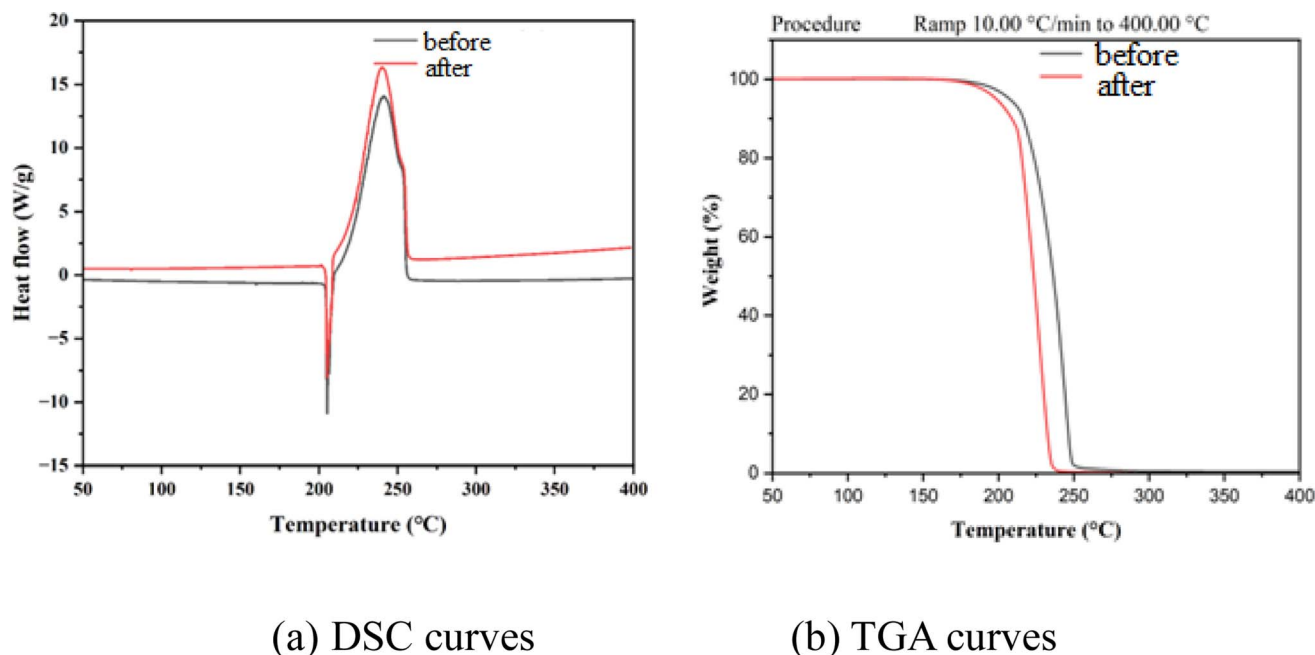 before
after
20
15
10
5
0
−5
−10
−15
Heat flow (W/g)
50
100
150
200
250
300
350
400
Temperature (°C)
(a) DSC curves
Procedure Ramp 10.00 °C/min to 400.00 °C
before
after
100
80
60
40
20
0
Weight (%)
50
100
150
200
250
300
350
400
Temperature (°C)
(b) TGA curves